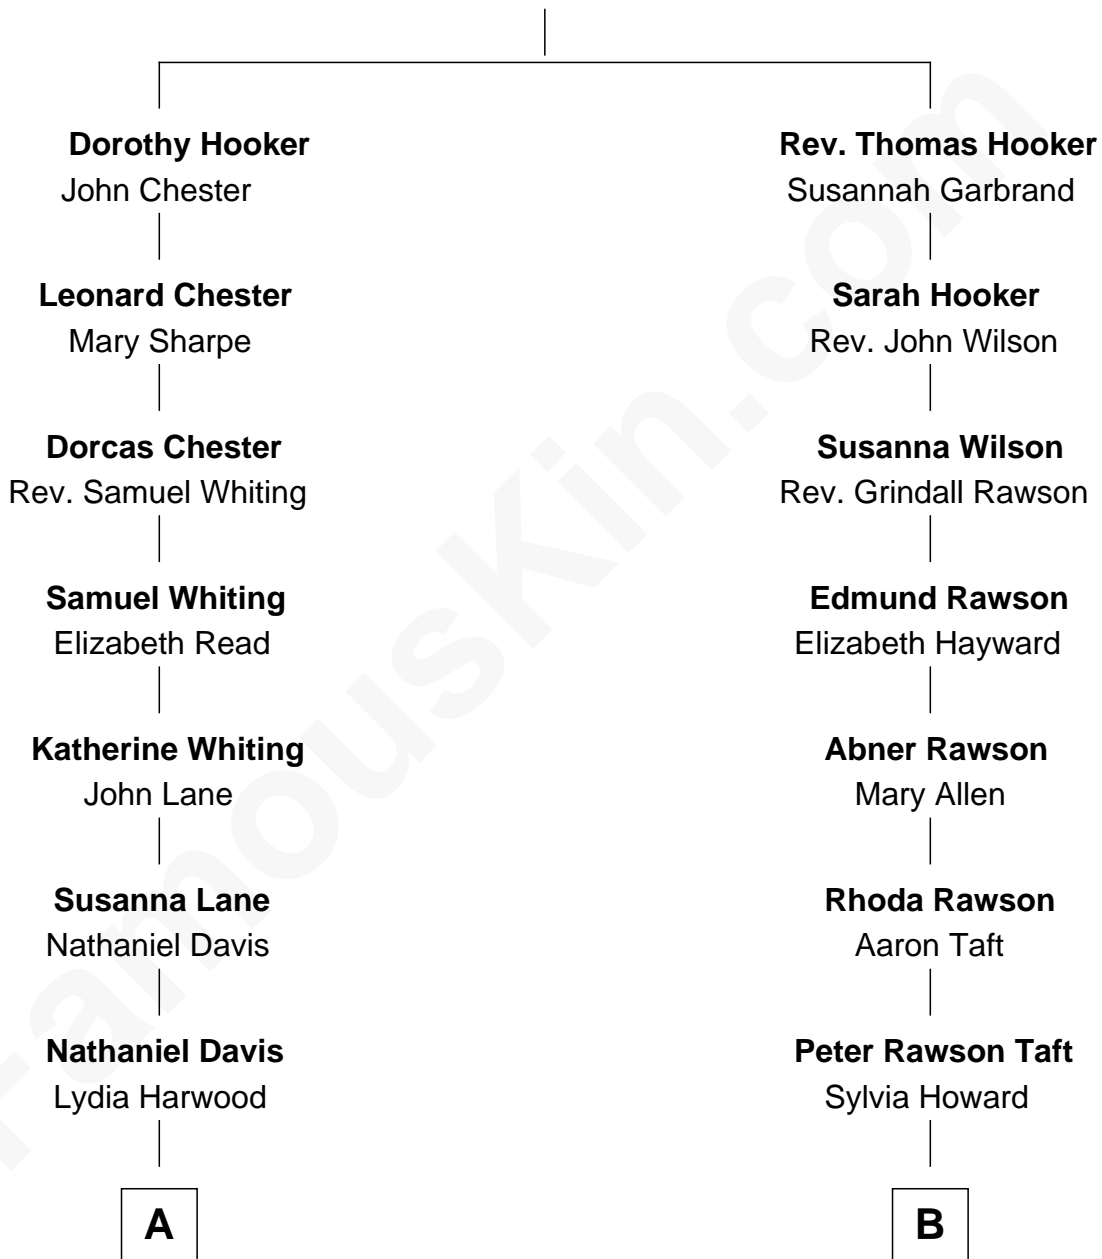 Dorothy Hooker
John Chester
Leonard Chester
Mary Sharpe
Dorcas Chester
Rev. Samuel Whiting
Samuel Whiting
Elizabeth Read
Katherine Whiting
John Lane
Susanna Lane
Nathaniel Davis
Nathaniel Davis
Lydia Harwood
A
Rev. Thomas Hooker
Susannah Garbrand
Sarah Hooker
Rev. John Wilson
Susanna Wilson
Rev. Grindall Rawson
Edmund Rawson
Elizabeth Hayward
Abner Rawson
Mary Allen
Rhoda Rawson
Aaron Taft
Peter Rawson Taft
Sylvia Howard
B
FamousKin.com